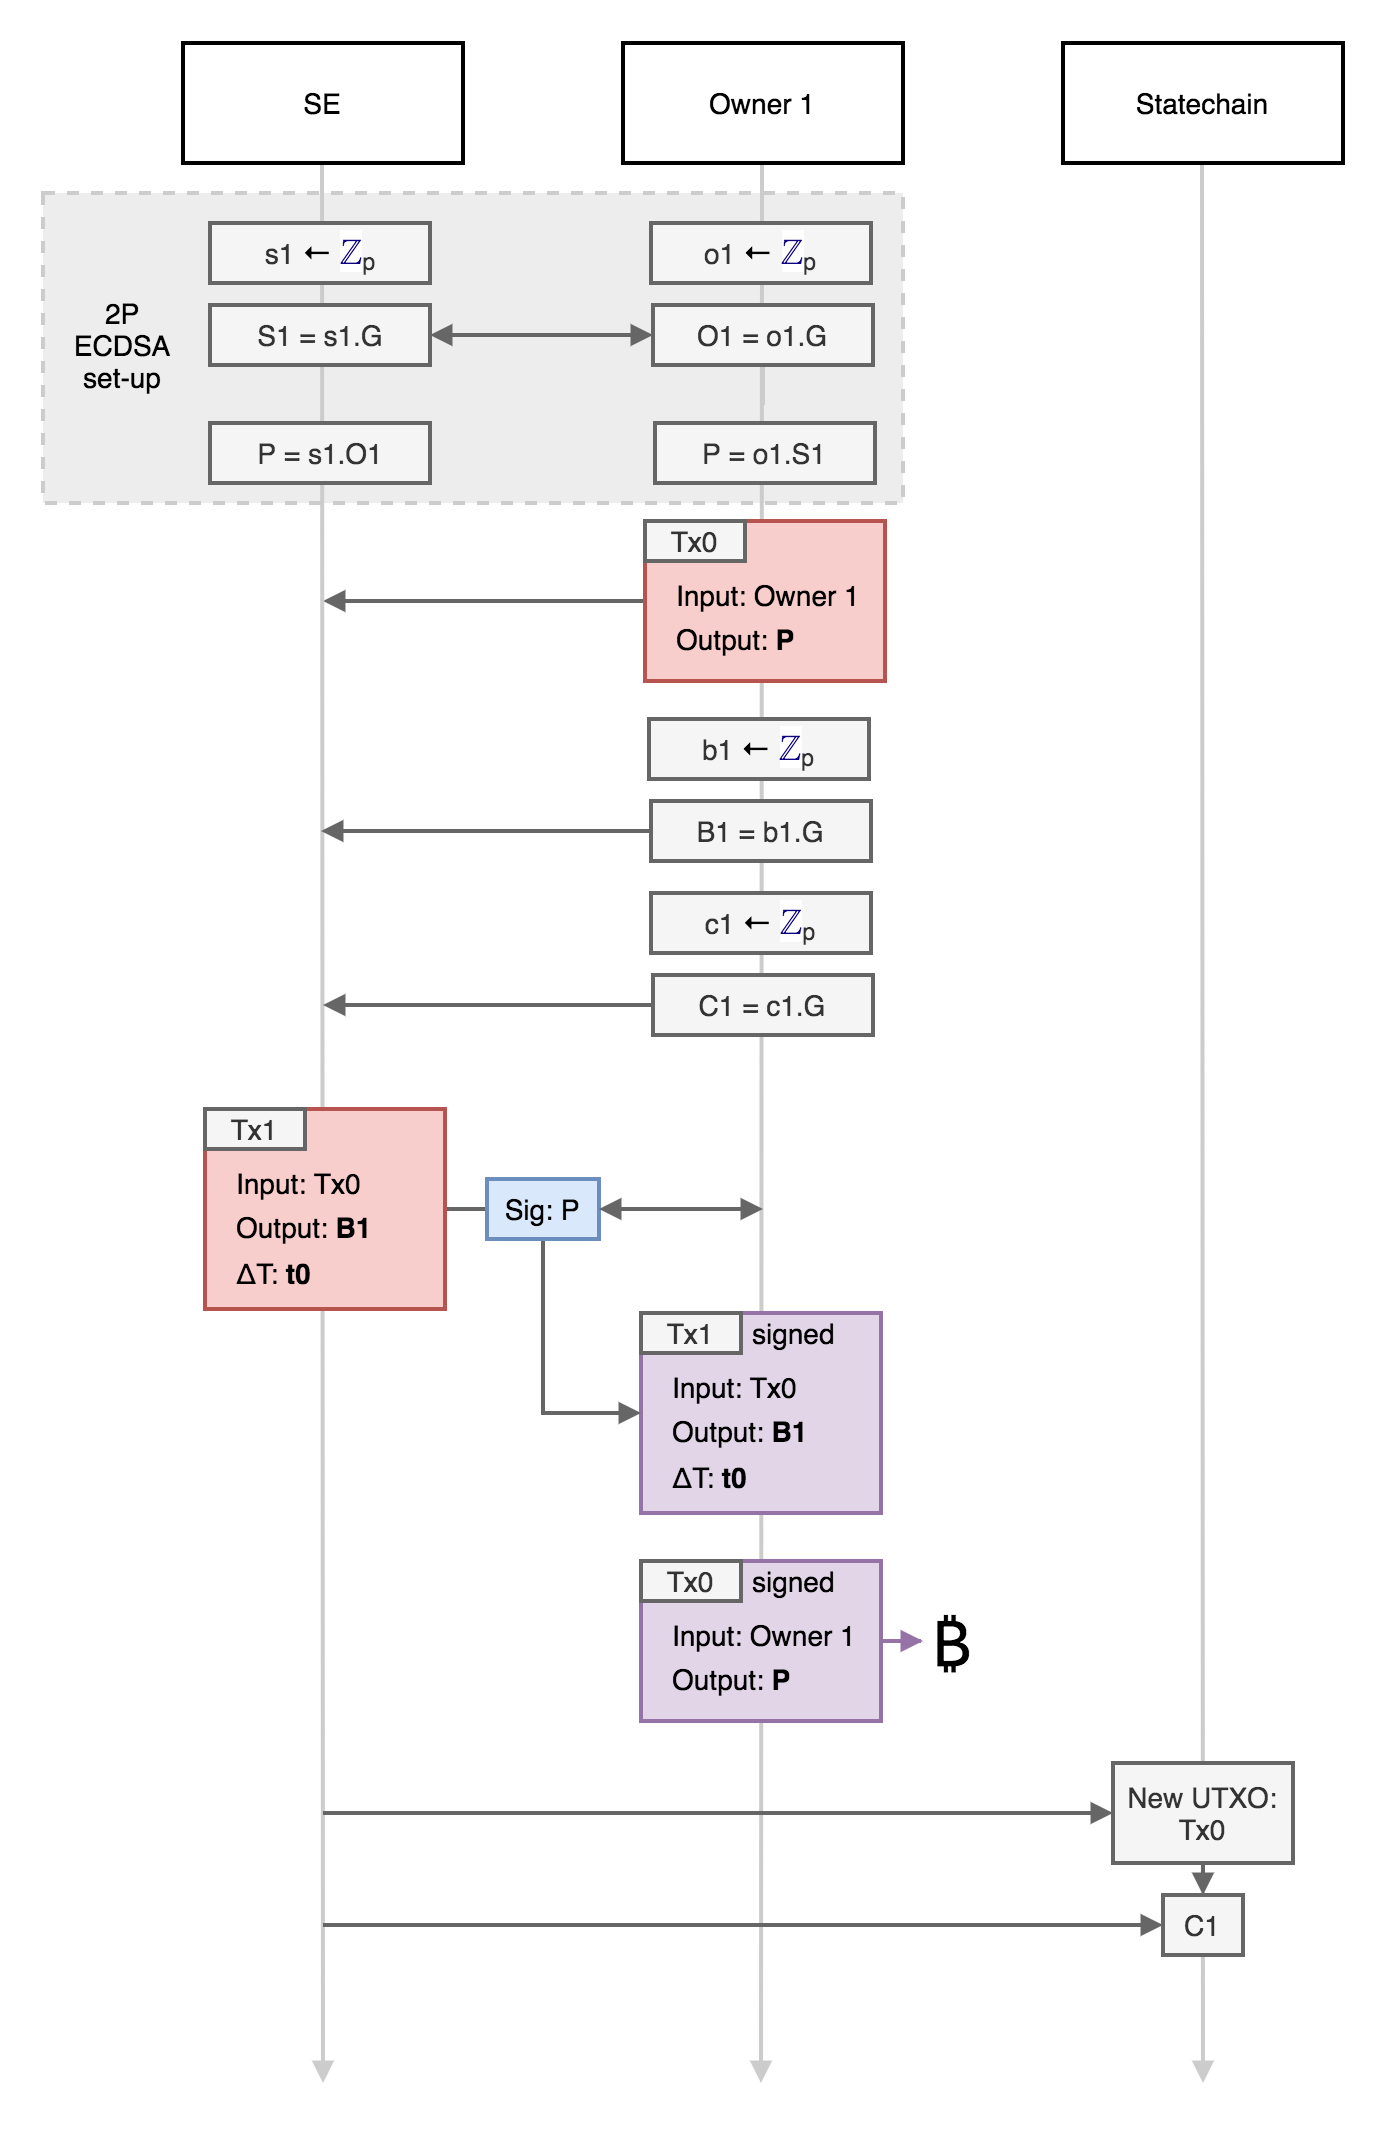 SE
Owner 1
Statechain
2P
ECDSA
set-up
s1 ← ℤp
o1 ← ℤp
S1 = s1.G
O1 = o1.G
P = s1.O1
P = o1.S1
Tx0
Input: Owner 1
Output: P
b1 ← ℤp
B1 = b1.G
c1 ← ℤp
C1 = c1.G
Tx1
Input: Tx0
Output: B1
ΔT: t0
Sig: P
Tx1 signed
Input: Tx0
Output: B1
ΔT: t0
Tx0 signed
Input: Owner 1
Output: P
₿
New UTXO:
Tx0
C1